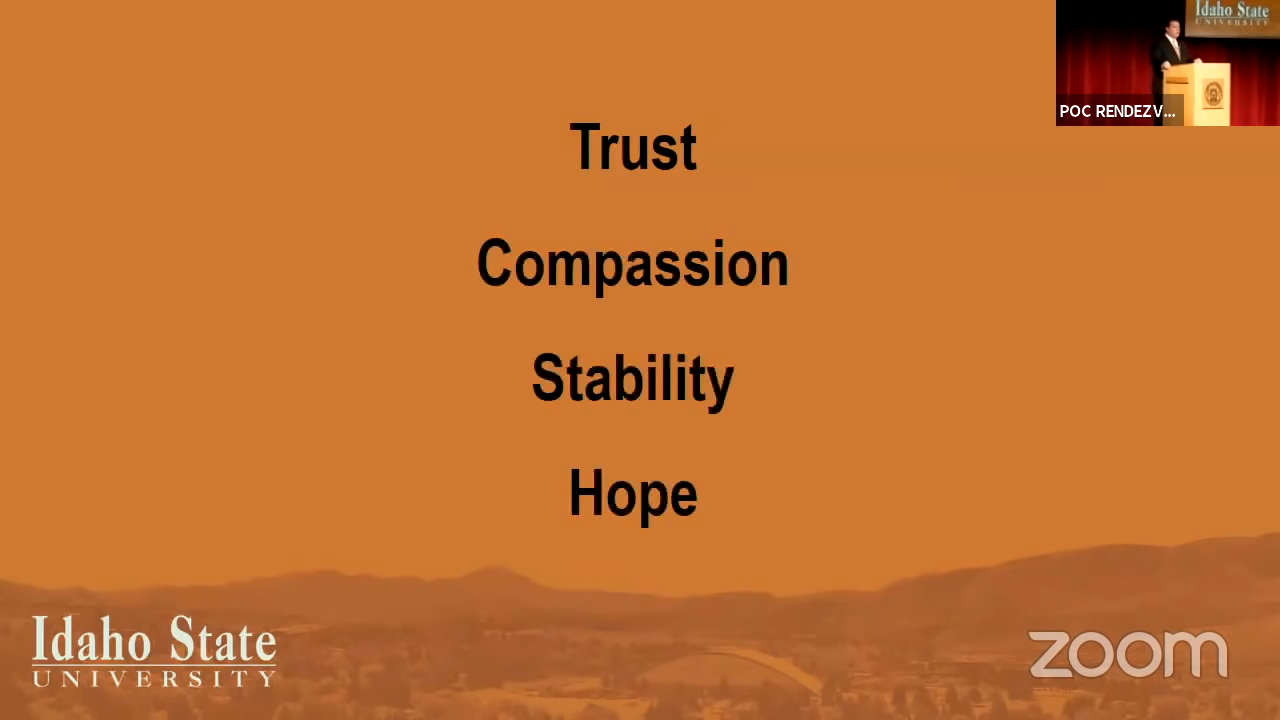 Idaho State
UNIVERSITY
POC RENDEZV...
Trust
Compassion
Stability
Hope
Idaho State
UNIVERSITY
zoom